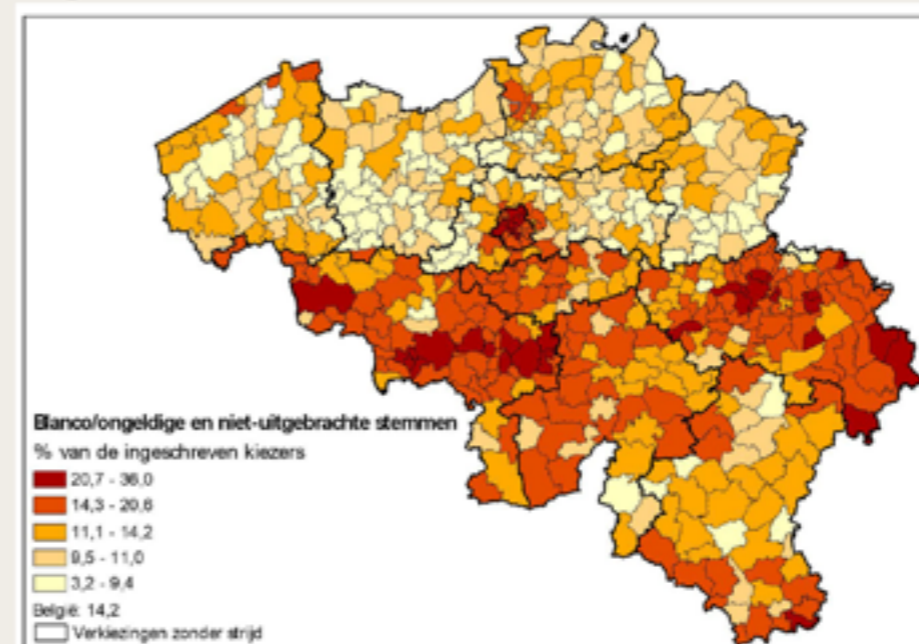 Blanco/ongeldige en niet-uitgebrachte stemmen
% van de ingeschreven kiezers
20,7 - 36,0
14,3 - 20,6
11,1 - 14,2
9,5 - 11,0
3,2 - 9,4
België: 14,2
Verkiezingen zonder strijd